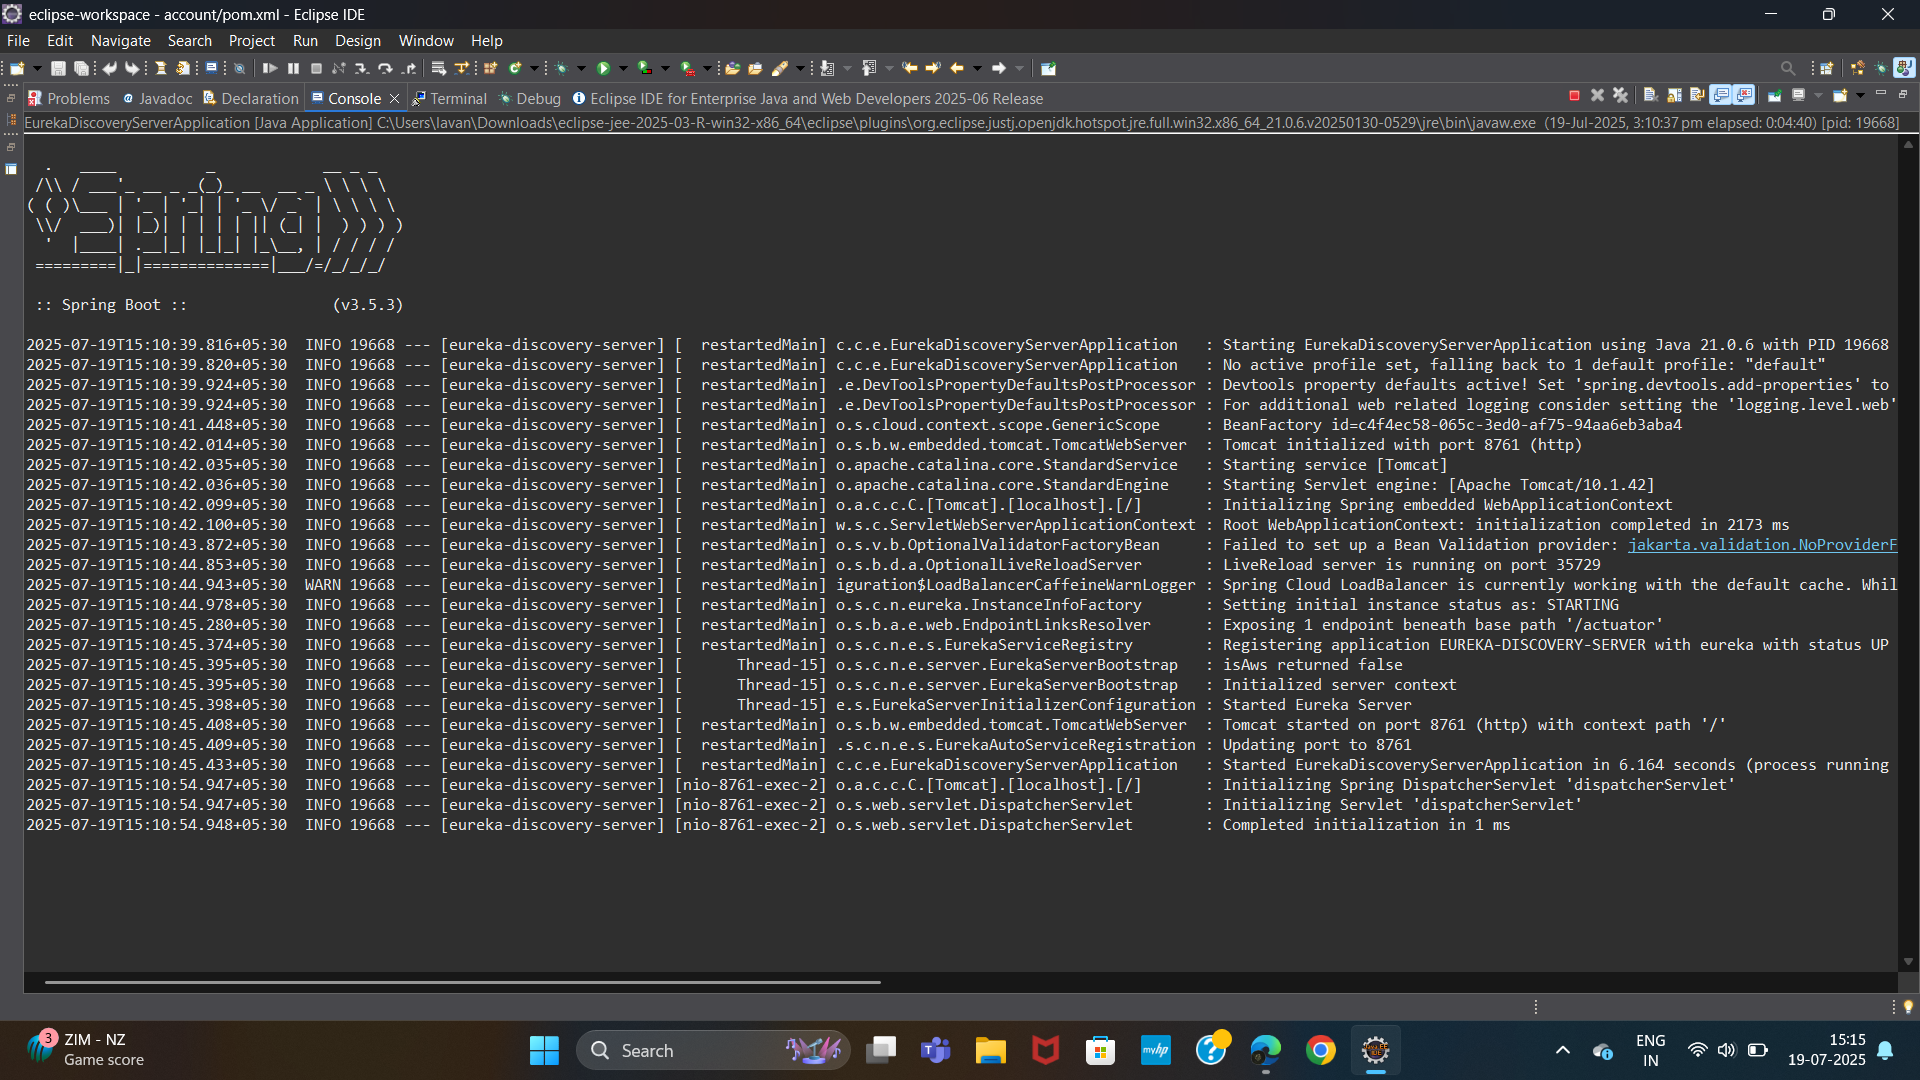 eclipse-workspace - account/pom.xml - Eclipse IDE
File Edit Navigate Search Project Run Design Window Help
Problems Javadoc Declaration Console Terminal Debug Eclipse IDE for Enterprise Java and Web Developers 2025-06 Release
EurekaDiscoveryServerApplication [Java Application] C:\Users\lavan\Downloads\eclipse-jee-2025-03-R-win32-x86_64\eclipse\plugins\org.eclipse.justj.openjdk.hotspot.jre.full.win32.x86_64_21.0.6.v20250130-0529\jre\bin\javaw.exe (19-Jul-2025, 3:10:37 pm elapsed: 0:04:40) [pid: 19668]
  .   ____          _            __ _ _
 /\\ / ___'_ __ _ _(_)_ __  __ _ \ \ \ \
( ( )\___ | '_ | '_| | '_ \/ _` | \ \ \ \
 \\/  ___)| |_)| | | | | || (_| |  ) ) ) )
  '  |____| .__|_| |_|_| |_\__, | / / / /
 =========|_|==============|___/=/_/_/_/
:: Spring Boot :: (v3.5.3)
2025-07-19T15:10:39.816+05:30 INFO 19668 --- [eureka-discovery-server] [ restartedMain] c.c.e.EurekaDiscoveryServerApplication : Starting EurekaDiscoveryServerApplication using Java 21.0.6 with PID 19668
2025-07-19T15:10:39.820+05:30 INFO 19668 --- [eureka-discovery-server] [ restartedMain] c.c.e.EurekaDiscoveryServerApplication : No active profile set, falling back to 1 default profile: "default"
2025-07-19T15:10:39.924+05:30 INFO 19668 --- [eureka-discovery-server] [ restartedMain] .e.DevToolsPropertyDefaultsPostProcessor : Devtools property defaults active! Set 'spring.devtools.add-properties' to
2025-07-19T15:10:39.924+05:30 INFO 19668 --- [eureka-discovery-server] [ restartedMain] .e.DevToolsPropertyDefaultsPostProcessor : For additional web related logging consider setting the 'logging.level.web'
2025-07-19T15:10:41.448+05:30 INFO 19668 --- [eureka-discovery-server] [ restartedMain] o.s.cloud.context.scope.GenericScope : BeanFactory id=c4f4ec58-065c-3ed0-af75-94aa6eb3aba4
2025-07-19T15:10:42.014+05:30 INFO 19668 --- [eureka-discovery-server] [ restartedMain] o.s.b.w.embedded.tomcat.TomcatWebServer : Tomcat initialized with port 8761 (http)
2025-07-19T15:10:42.035+05:30 INFO 19668 --- [eureka-discovery-server] [ restartedMain] o.apache.catalina.core.StandardService : Starting service [Tomcat]
2025-07-19T15:10:42.036+05:30 INFO 19668 --- [eureka-discovery-server] [ restartedMain] o.apache.catalina.core.StandardEngine : Starting Servlet engine: [Apache Tomcat/10.1.42]
2025-07-19T15:10:42.099+05:30 INFO 19668 --- [eureka-discovery-server] [ restartedMain] o.a.c.c.C.[Tomcat].[localhost].[/] : Initializing Spring embedded WebApplicationContext
2025-07-19T15:10:42.100+05:30 INFO 19668 --- [eureka-discovery-server] [ restartedMain] w.s.c.ServletWebServerApplicationContext : Root WebApplicationContext: initialization completed in 2173 ms
2025-07-19T15:10:43.872+05:30 INFO 19668 --- [eureka-discovery-server] [ restartedMain] o.s.v.b.OptionalValidatorFactoryBean : Failed to set up a Bean Validation provider: jakarta.validation.NoProviderF
2025-07-19T15:10:44.853+05:30 INFO 19668 --- [eureka-discovery-server] [ restartedMain] o.s.b.d.a.OptionalLiveReloadServer : LiveReload server is running on port 35729
2025-07-19T15:10:44.943+05:30 WARN 19668 --- [eureka-discovery-server] [ restartedMain] iguration$LoadBalancerCaffeineWarnLogger : Spring Cloud LoadBalancer is currently working with the default cache. Whil
2025-07-19T15:10:44.978+05:30 INFO 19668 --- [eureka-discovery-server] [ restartedMain] o.s.c.n.eureka.InstanceInfoFactory : Setting initial instance status as: STARTING
2025-07-19T15:10:45.280+05:30 INFO 19668 --- [eureka-discovery-server] [ restartedMain] o.s.b.a.e.web.EndpointLinksResolver : Exposing 1 endpoint beneath base path '/actuator'
2025-07-19T15:10:45.374+05:30 INFO 19668 --- [eureka-discovery-server] [ restartedMain] o.s.c.n.e.s.EurekaServiceRegistry : Registering application EUREKA-DISCOVERY-SERVER with eureka with status UP
2025-07-19T15:10:45.395+05:30 INFO 19668 --- [eureka-discovery-server] [ Thread-15] o.s.c.n.e.server.EurekaServerBootstrap : isAws returned false
2025-07-19T15:10:45.395+05:30 INFO 19668 --- [eureka-discovery-server] [ Thread-15] o.s.c.n.e.server.EurekaServerBootstrap : Initialized server context
2025-07-19T15:10:45.398+05:30 INFO 19668 --- [eureka-discovery-server] [ Thread-15] e.s.EurekaServerInitializerConfiguration : Started Eureka Server
2025-07-19T15:10:45.408+05:30 INFO 19668 --- [eureka-discovery-server] [ restartedMain] o.s.b.w.embedded.tomcat.TomcatWebServer : Tomcat started on port 8761 (http) with context path '/'
2025-07-19T15:10:45.409+05:30 INFO 19668 --- [eureka-discovery-server] [ restartedMain] .s.c.n.e.s.EurekaAutoServiceRegistration : Updating port to 8761
2025-07-19T15:10:45.433+05:30 INFO 19668 --- [eureka-discovery-server] [ restartedMain] c.c.e.EurekaDiscoveryServerApplication : Started EurekaDiscoveryServerApplication in 6.164 seconds (process running
2025-07-19T15:10:54.947+05:30 INFO 19668 --- [eureka-discovery-server] [nio-8761-exec-2] o.a.c.c.C.[Tomcat].[localhost].[/] : Initializing Spring DispatcherServlet 'dispatcherServlet'
2025-07-19T15:10:54.947+05:30 INFO 19668 --- [eureka-discovery-server] [nio-8761-exec-2] o.s.web.servlet.DispatcherServlet : Initializing Servlet 'dispatcherServlet'
2025-07-19T15:10:54.948+05:30 INFO 19668 --- [eureka-discovery-server] [nio-8761-exec-2] o.s.web.servlet.DispatcherServlet : Completed initialization in 1 ms
3 ZIM - NZ
Game score
Search
myhp
ENG
IN
15:15
19-07-2025